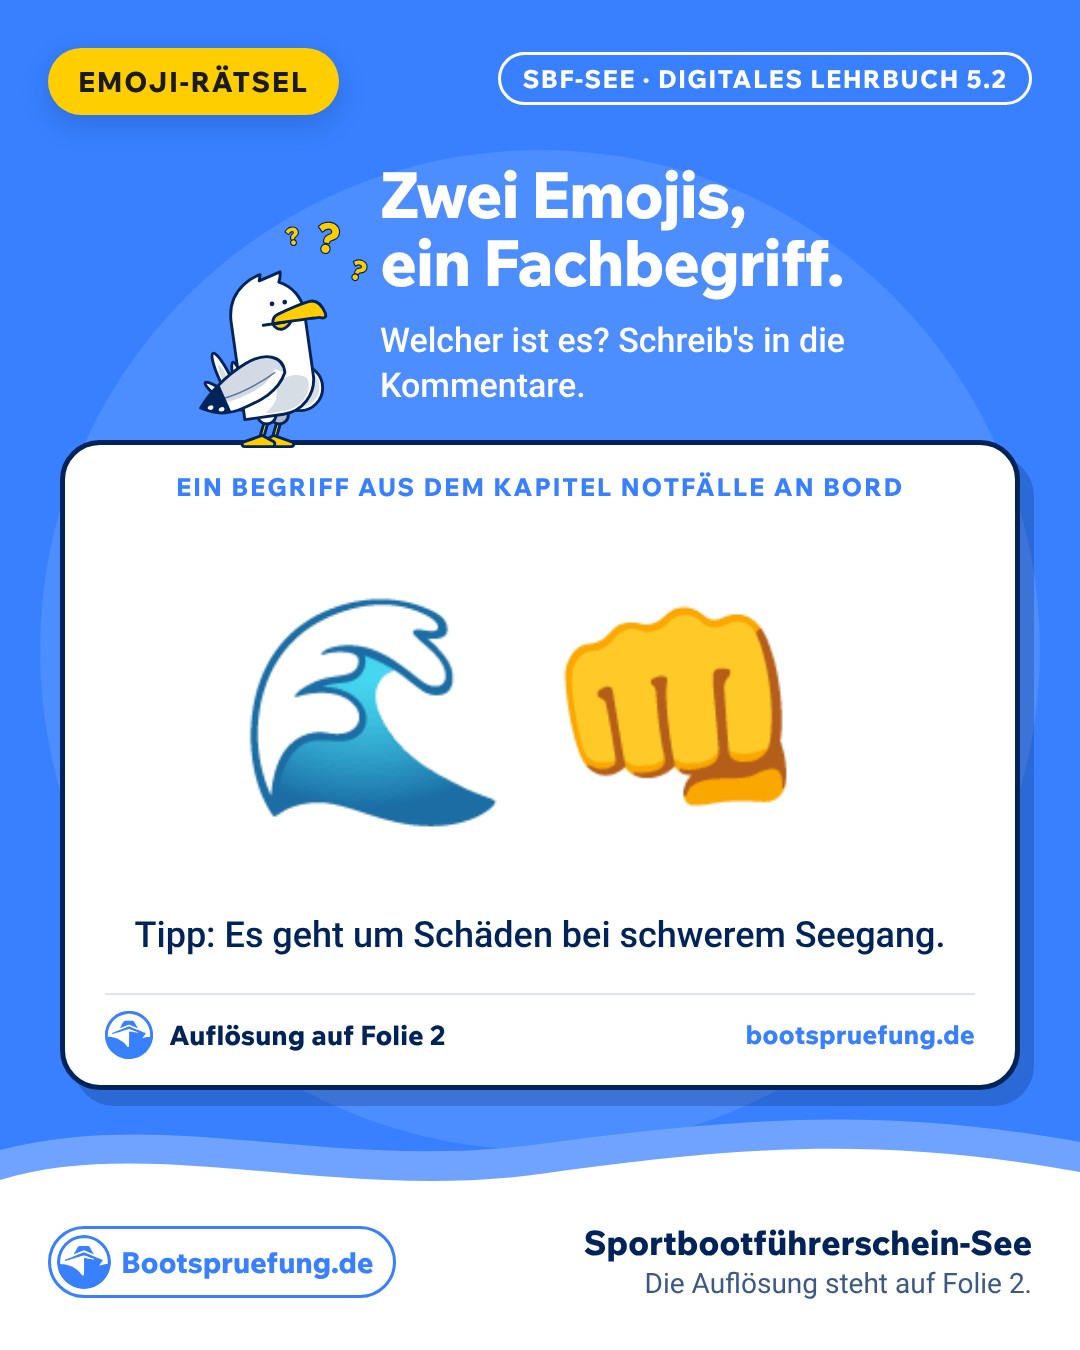 EMOJI-RÄTSEL
SBF-SEE · DIGITALES LEHRBUCH 5.2
Zwei Emojis,
ein Fachbegriff.
? ? ?
Welcher ist es? Schreib's in die
Kommentare.
EIN BEGRIFF AUS DEM KAPITEL NOTFÄLLE AN BORD
Tipp: Es geht um Schäden bei schwerem Seegang.
Auflösung auf Folie 2
bootspruefung.de
Bootspruefung.de
Sportbootführerschein-See
Die Auflösung steht auf Folie 2.